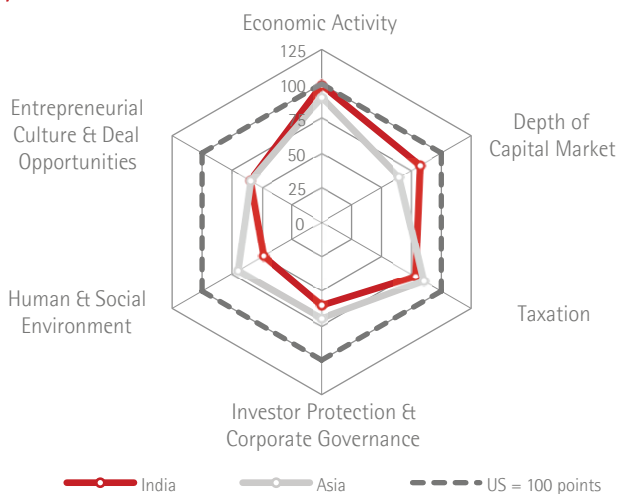 Economic Activity
125
100
75
50
25
0
Entrepreneurial
Culture & Deal
Opportunities
Depth of
Capital Market
Human & Social
Environment
Taxation
Investor Protection &
Corporate Governance
India
Asia
US = 100 points